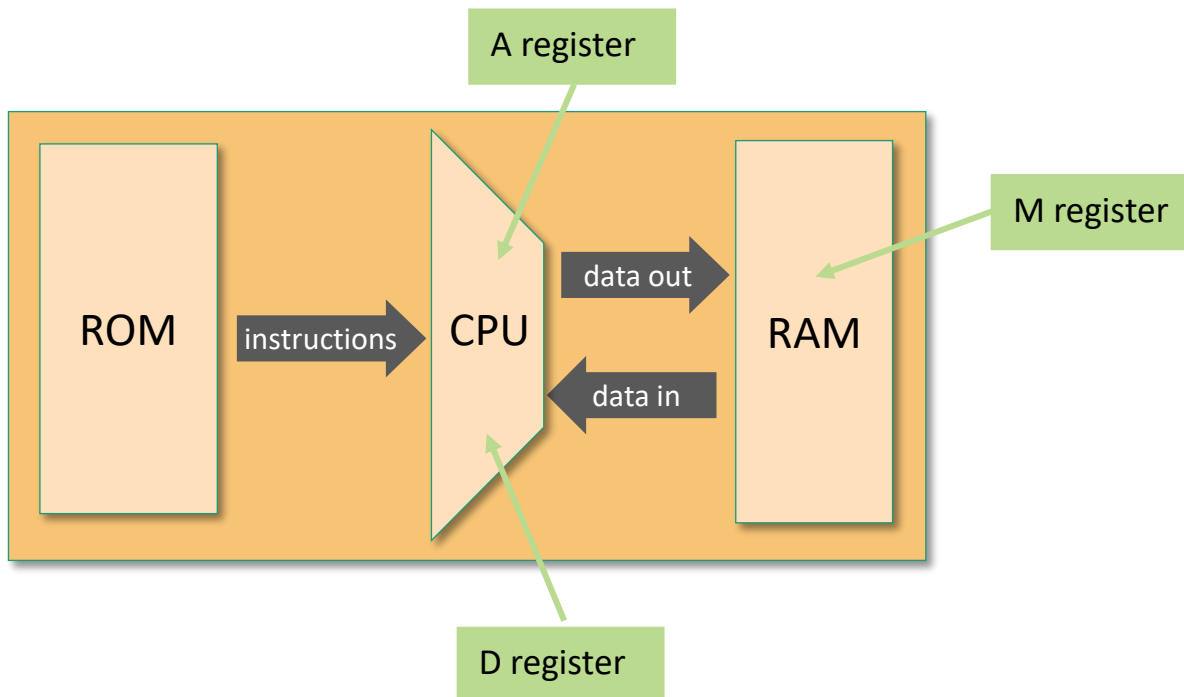 A register
M register
data out
ROM
instructions
CPU
RAM
data in
D register